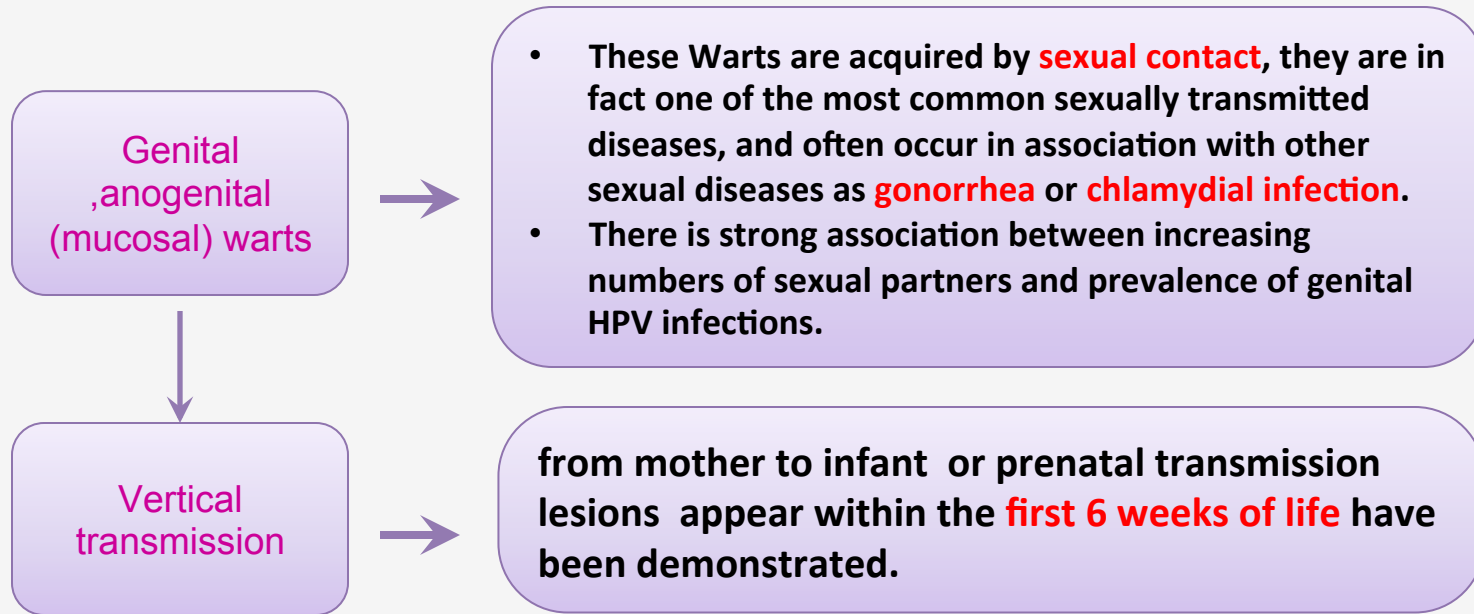 Genital
,anogenital
(mucosal) warts
• These Warts are acquired by sexual contact, they are in
fact one of the most common sexually transmitted
diseases, and often occur in association with other
sexual diseases as gonorrhea or chlamydial infection.
• There is strong association between increasing
numbers of sexual partners and prevalence of genital
HPV infections.
Vertical
transmission
from mother to infant or prenatal transmission
lesions appear within the first 6 weeks of life have
been demonstrated.